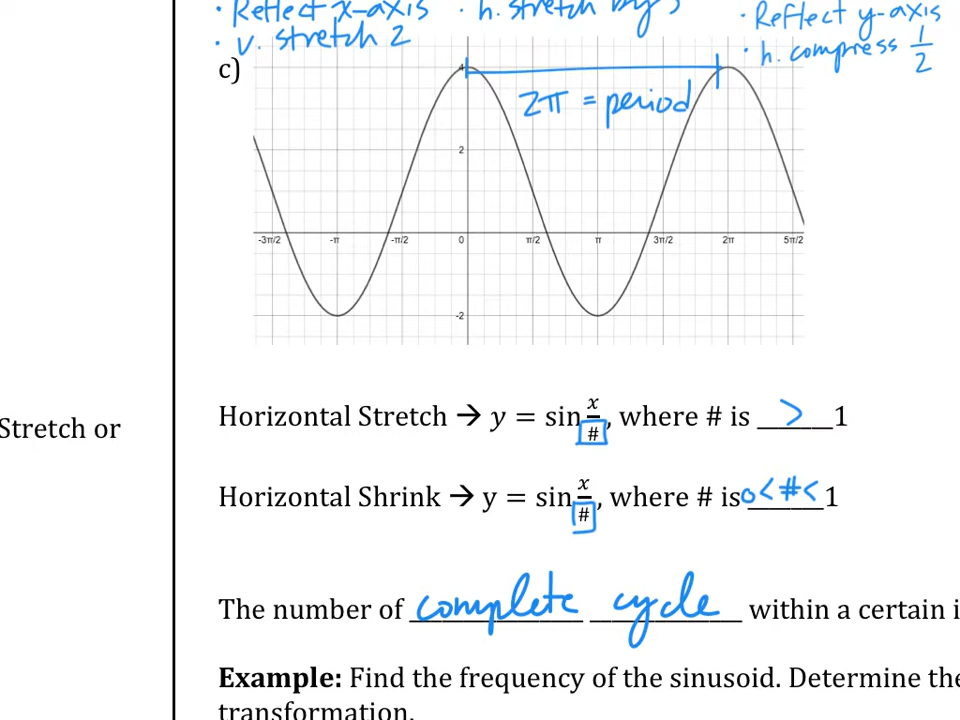 · Reflect x-axis · h. stretch by 3 · Reflect y-axis
· v. stretch 2 · h. compress 1/2
c)
4
2π = period
2
-3π/2 -π -π/2 0 π/2 π 3π/2 2π 5π/2
-2
Horizontal Stretch → y = sin x/#, where # is __>__1
Stretch or
Horizontal Shrink → y = sin x/#, where # is 0<#< 1
The number of complete cycle within a certain i
Example: Find the frequency of the sinusoid. Determine the
transformation.